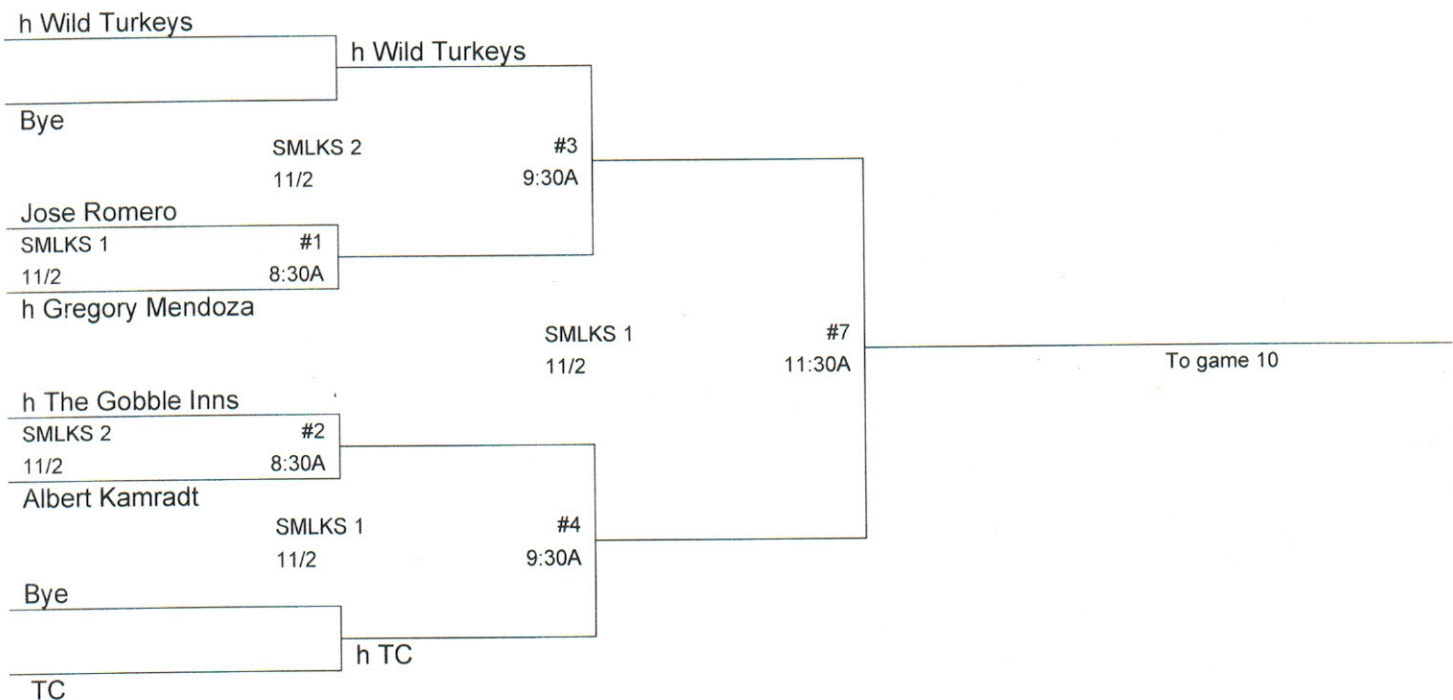 h Wild Turkeys
h Wild Turkeys
Bye
SMLKS 2 #3
11/2 9:30A
Jose Romero
SMLKS 1 #1
11/2 8:30A
h Gregory Mendoza
SMLKS 1 #7
11/2 11:30A
To game 10
h The Gobble Inns
SMLKS 2 #2
11/2 8:30A
Albert Kamradt
SMLKS 1 #4
11/2 9:30A
Bye
h TC
TC